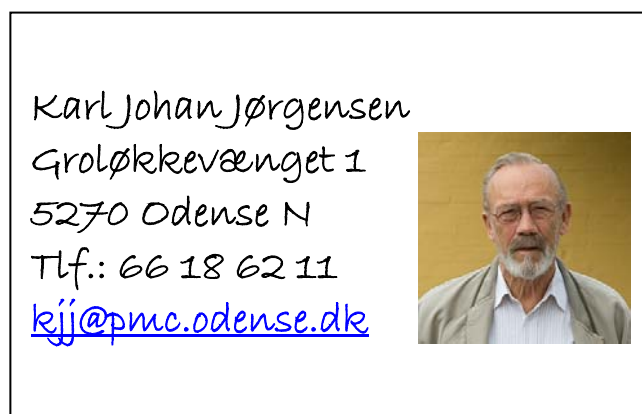 Karl Johan Jørgensen
Groløkkevænget 1
5270 Odense N
Tlf.: 66 18 62 11
kjj@pmc.odense.dk